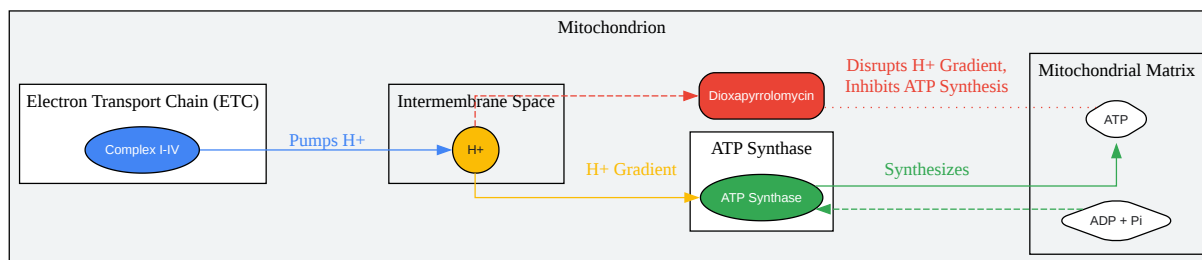 Mitochondrion
Electron Transport Chain (ETC)
Complex I-IV
Pumps H+
Intermembrane Space
H+
Dioxapyrrolomycin
Disrupts H+ Gradient,
Inhibits ATP Synthesis
H+ Gradient
ATP Synthase
ATP Synthase
Synthesizes
Mitochondrial Matrix
ATP
ADP + Pi